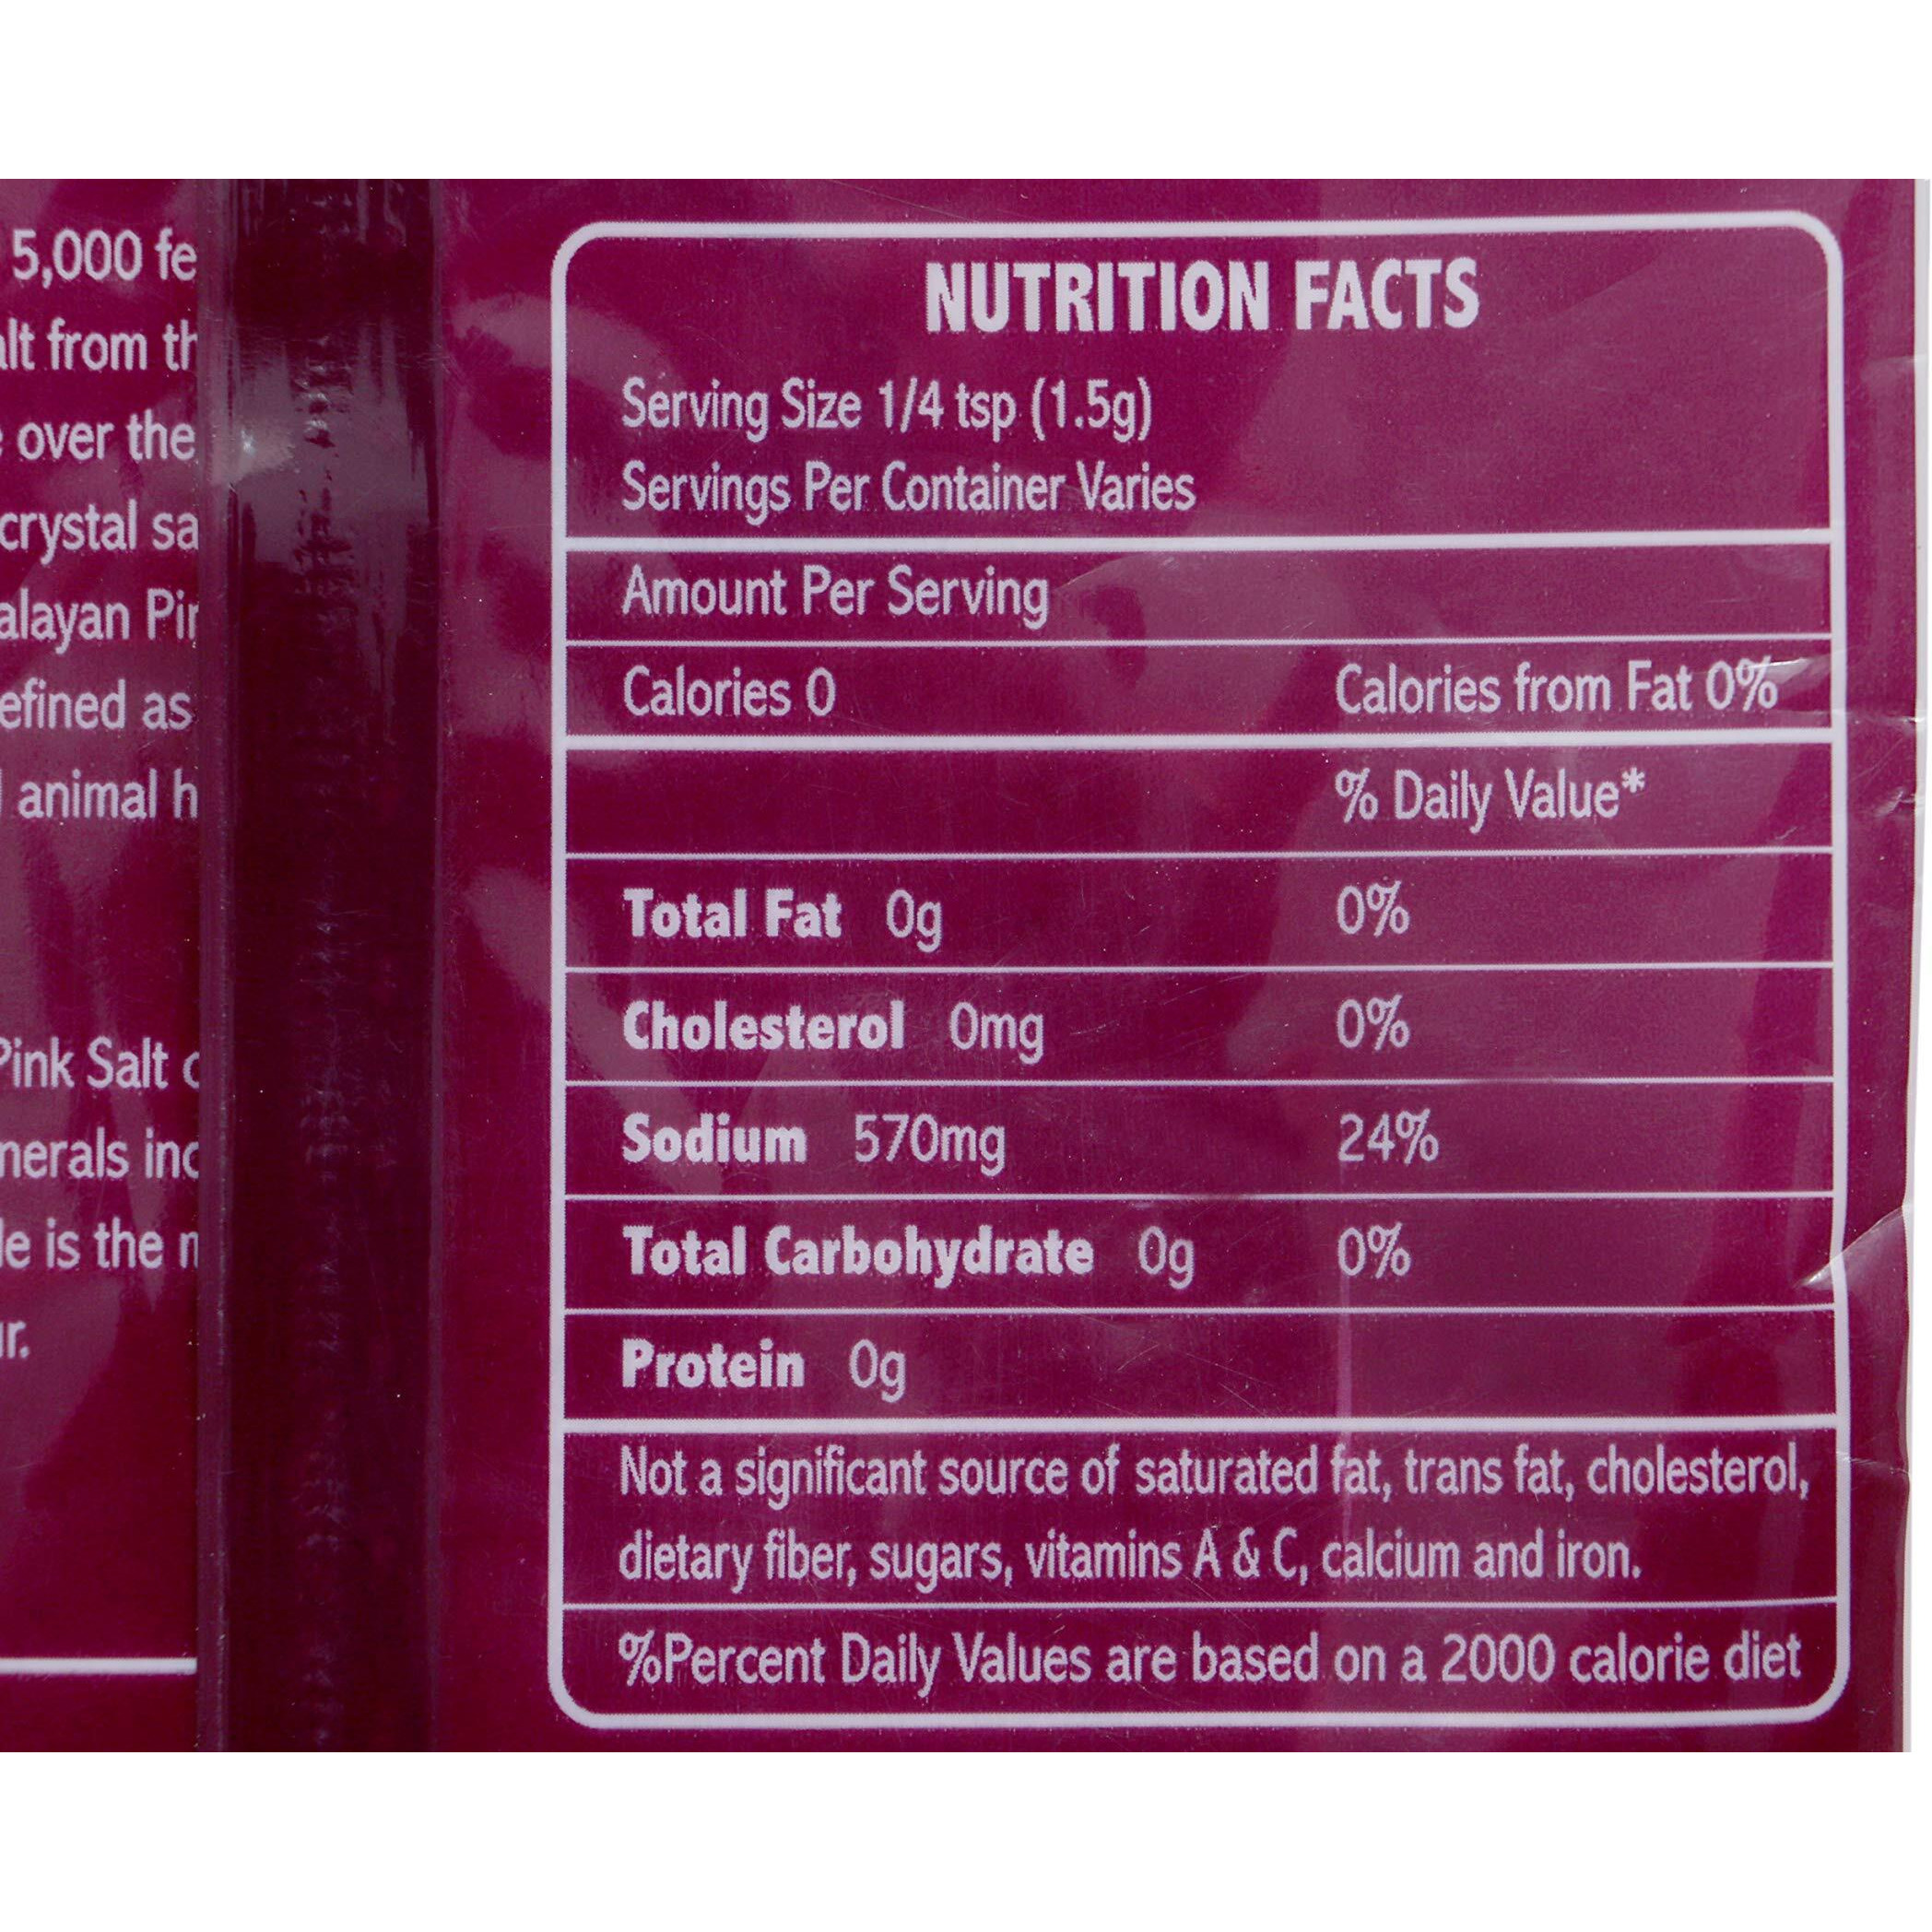 5,000 fe
alt from th
over the
crystal sa
alayan Pin
efined as
animal h
Pink Salt
nerals inc
le is the
ur.
NUTRITION FACTS
Serving Size 1/4 tsp (1.5g)
Servings Per Container Varies
Amount Per Serving
Calories 0 Calories from Fat 0%
% Daily Value*
Total Fat 0g 0%
Cholesterol 0mg 0%
Sodium 570mg 24%
Total Carbohydrate 0g 0%
Protein 0g
Not a significant source of saturated fat, trans fat, cholesterol,
dietary fiber, sugars, vitamins A & C, calcium and iron.
%Percent Daily Values are based on a 2000 calorie diet